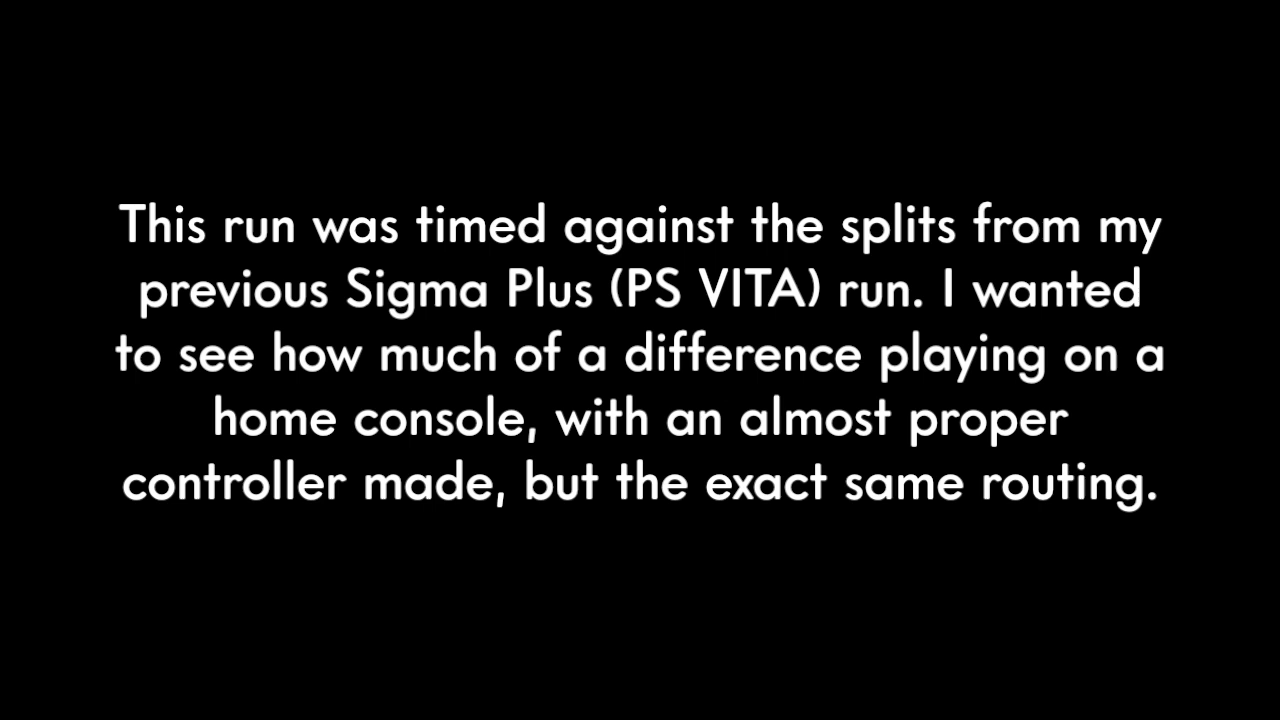 This run was timed against the splits from my
previous Sigma Plus (PS VITA) run. I wanted
to see how much of a difference playing on a
home console, with an almost proper
controller made, but the exact same routing.